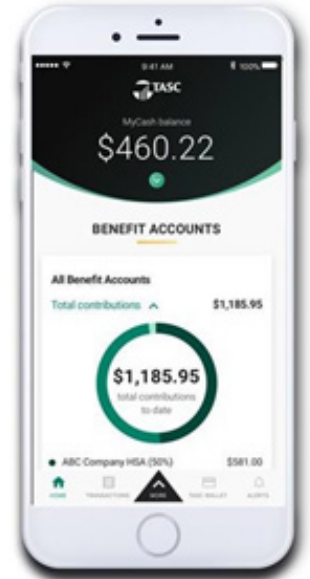 9:41 AM 100%
TASC
MyCash balance
$460.22
BENEFIT ACCOUNTS
All Benefit Accounts
Total contributions $1,185.95
$1,185.95
total contributions
to date
ABC Company HSA (50%) $581.00
HOME TRANSACTIONS MORE TASC WALLET ALERTS